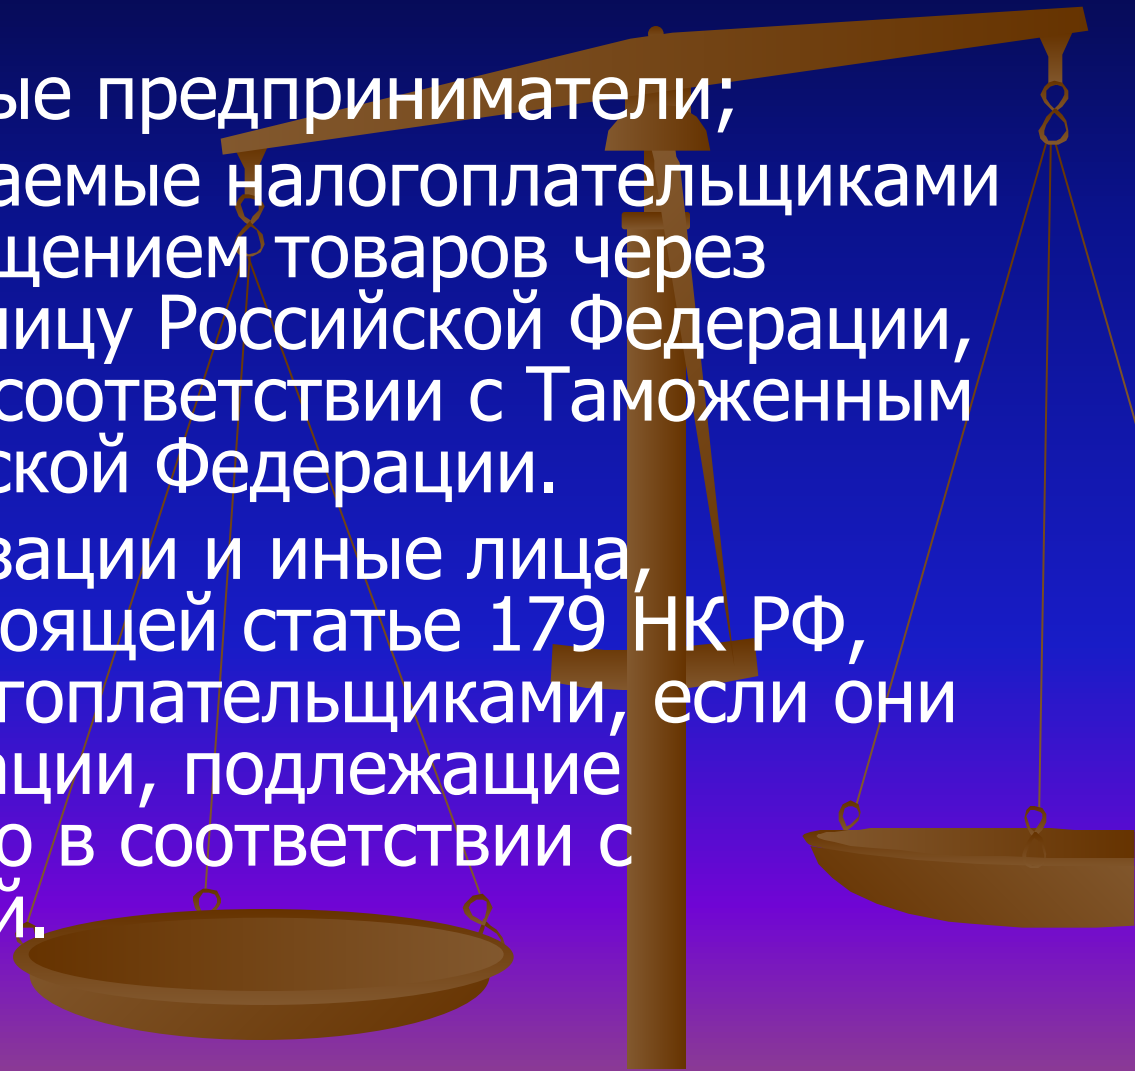 ые предприниматели;
аемые налогоплательщиками
щением товаров через
ницу Российской Федерации,
соответствии с Таможенным
ской Федерации.
зации и иные лица,
оящей статье 179 НК РФ,
гоплательщиками, если они
ации, подлежащие
ю в соответствии с
й.